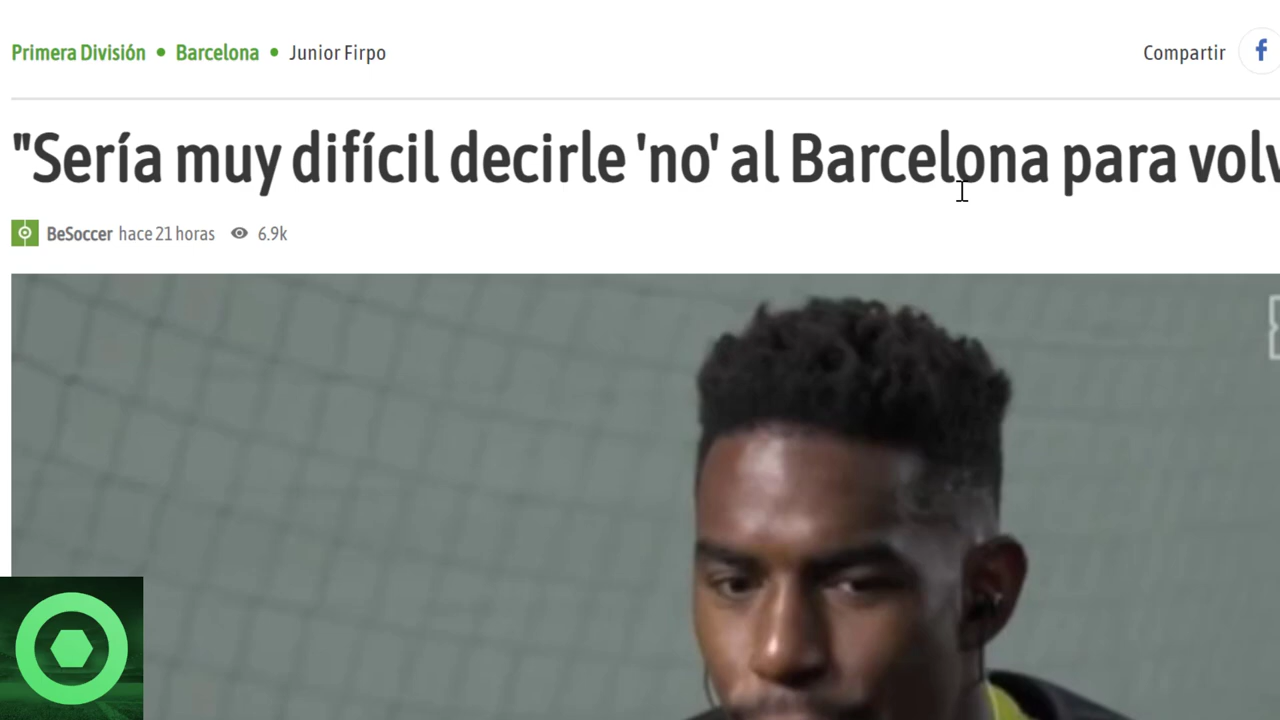 Primera División • Barcelona • Junior Firpo
Compartir
"Sería muy difícil decirle 'no' al Barcelona para
BeSoccer hace 21 horas 6.9k